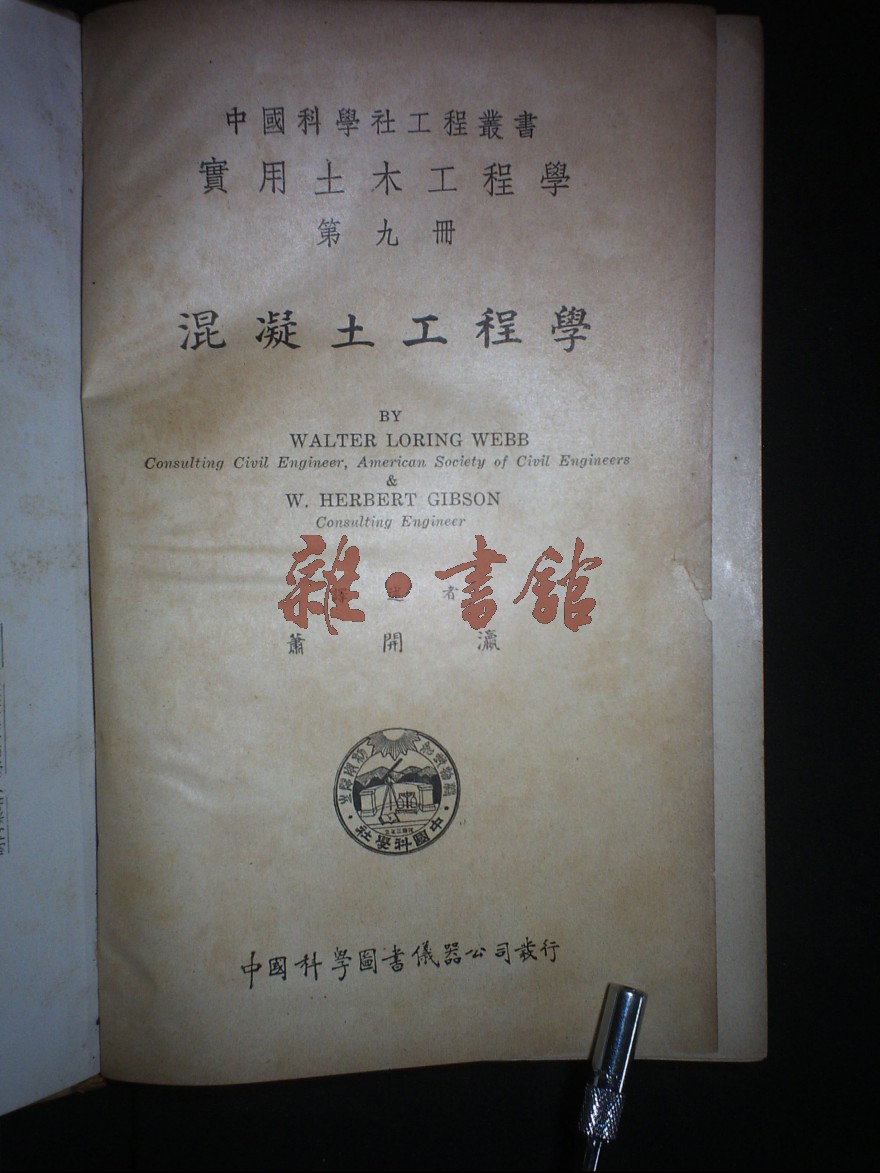 中國科學社工程叢書
實用土木工程學
第九冊
混凝土工程學
BY
WALTER LORING WEBB
Consulting Civil Engineer, American Society of Civil Engineers
&
W. HERBERT GIBSON
Consulting Engineer
雜·書館
者
蕭開瀛
中國科學社
中國科學圖書儀器公司發行